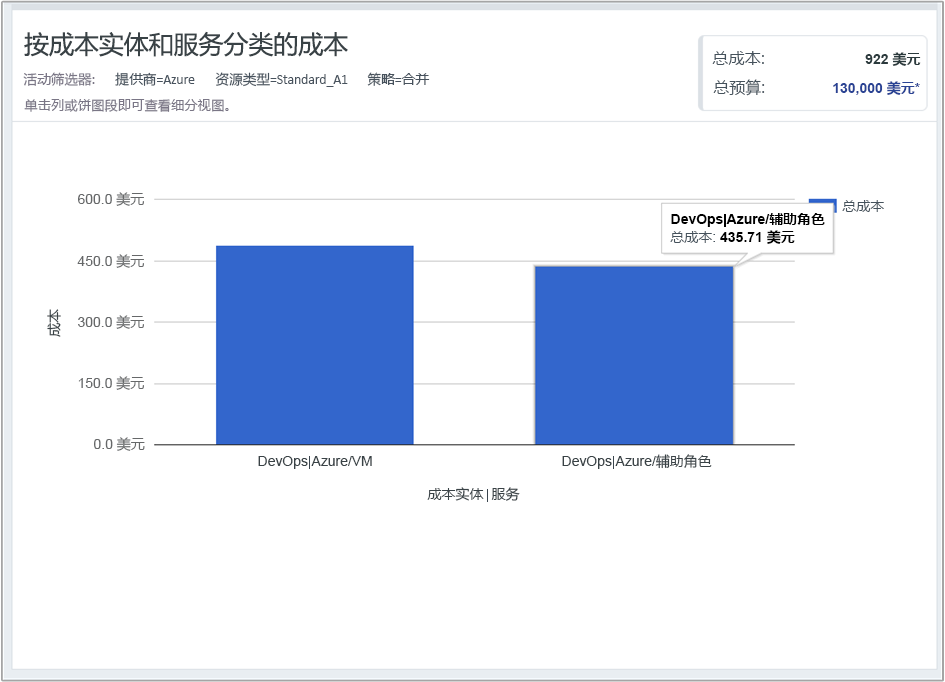 按成本实体和服务分类的成本
活动筛选器: 提供商=Azure 资源类型=Standard_A1 策略=合并
单击列或饼图段即可查看细分视图。
总成本: 922 美元
总预算: 130,000 美元*
600.0 美元
450.0 美元
300.0 美元
150.0 美元
0.0 美元
成本
DevOps|Azure/辅助角色
总成本: 435.71 美元
总成本
DevOps|Azure/VM
DevOps|Azure/辅助角色
成本实体|服务